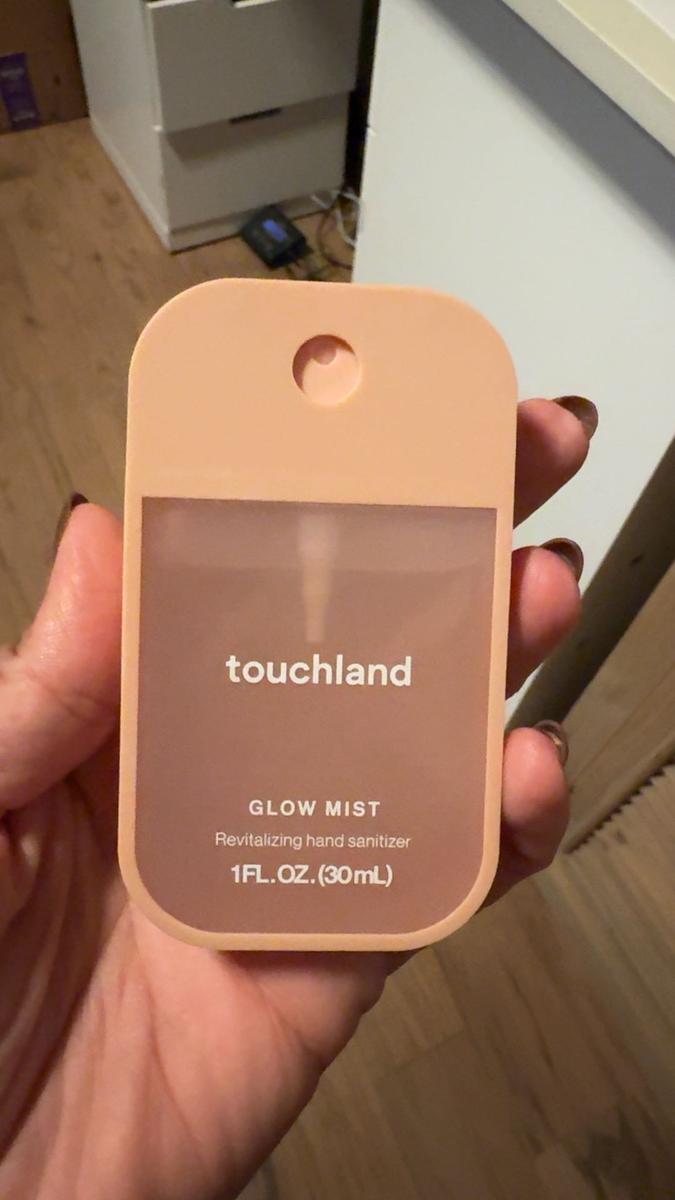 touchland
GLOW MIST
Revitalizing hand sanitizer
1FL.OZ.(30mL)